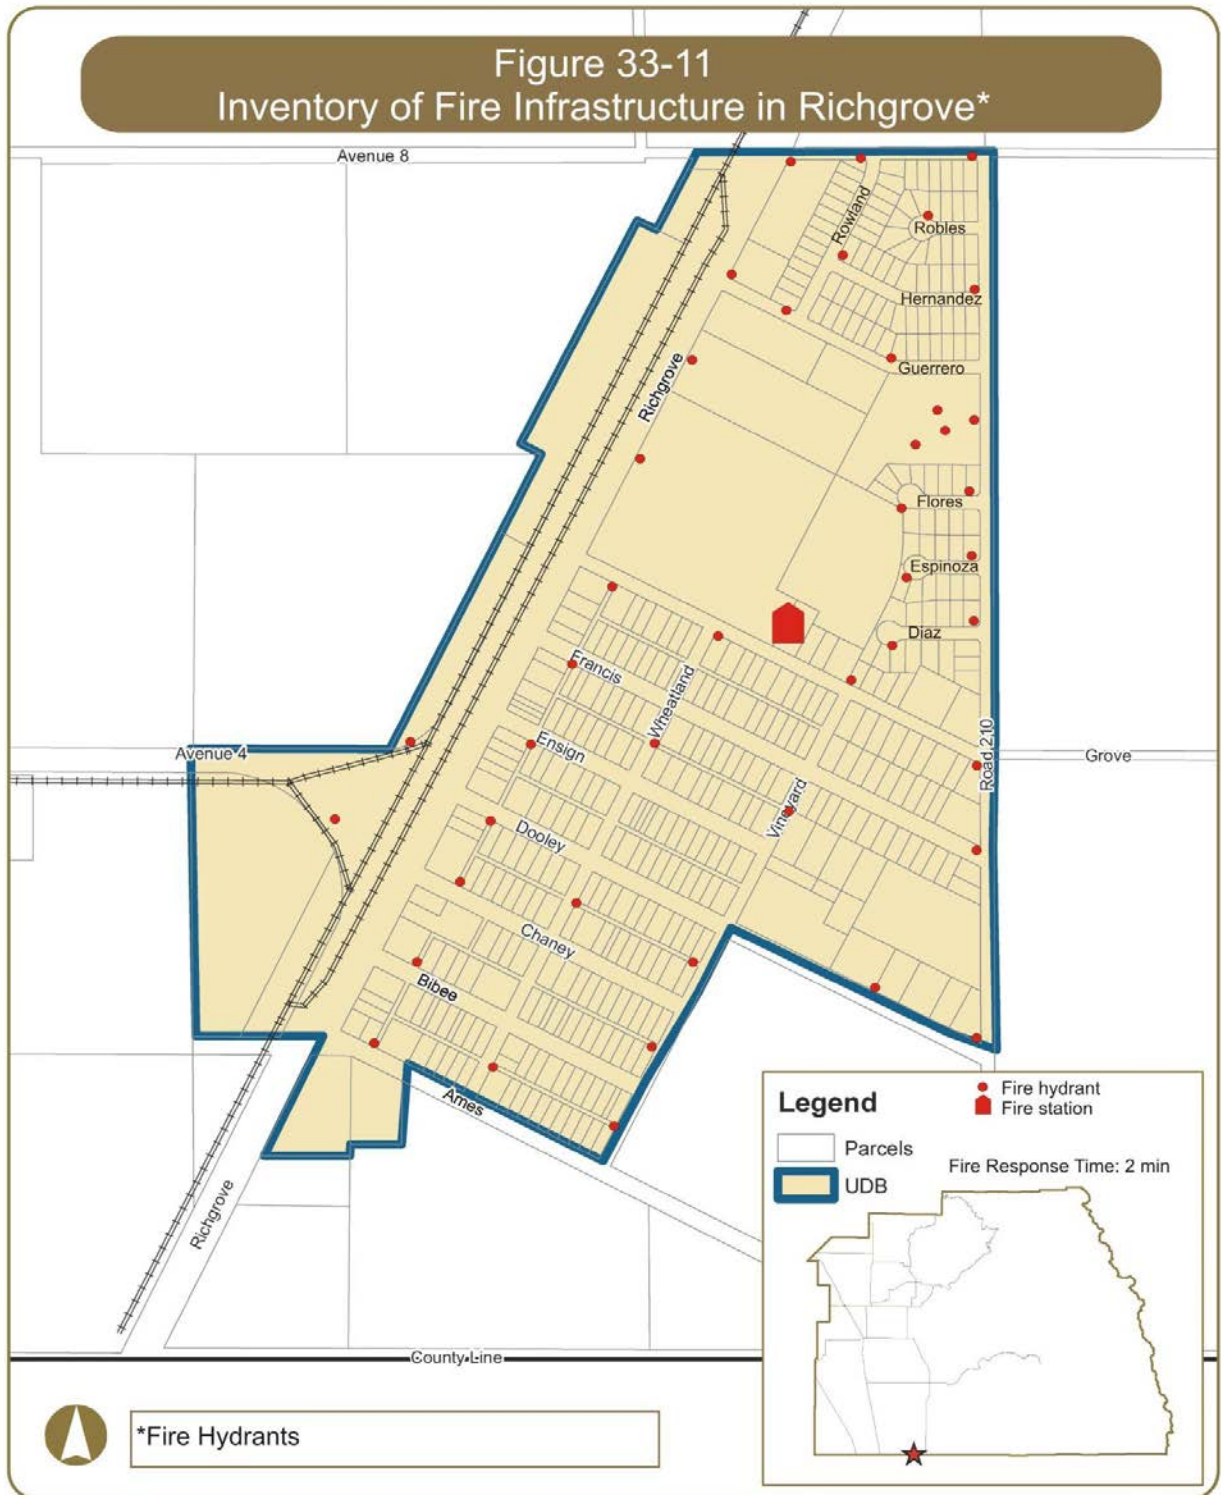 Figure 33-11
Inventory of Fire Infrastructure in Richgrove*
Avenue 8
Rowland
Robles
Hernandez
Guerrero
Richgrove
Flores
Espinoza
Diaz
Francis
Wheatland
Ensign
Road 210
Avenue 4
Grove
Vineyard
Dooley
Chaney
Bibee
Ames
Richgrove
County Line
Legend
Fire hydrant
Fire station
Parcels
UDB
Fire Response Time: 2 min
*Fire Hydrants